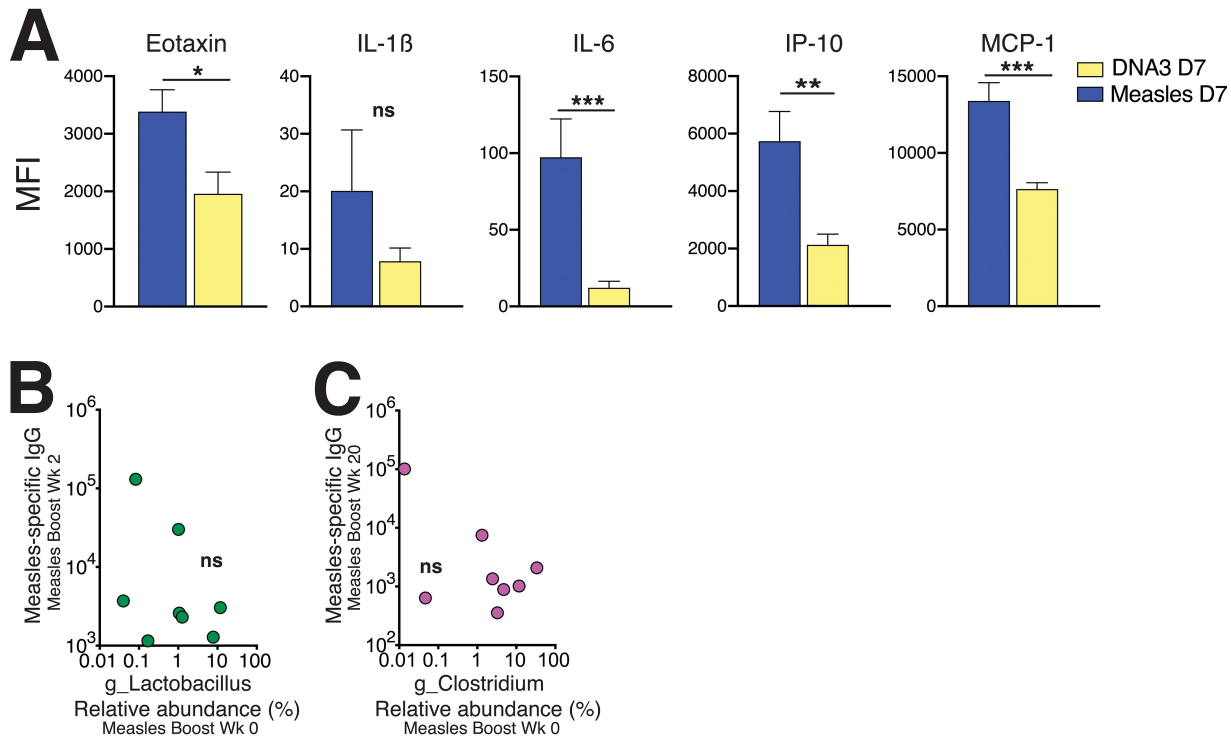 A
Eotaxin
IL-1ß
IL-6
IP-10
MCP-1
DNA3 D7
Measles D7
MFI
4000
3000
2000
1000
0
*
40
30
20
10
0
ns
150
100
50
0
***
8000
6000
4000
2000
0
**
15000
10000
5000
0
***
B
Measles-specific IgG
Measles Boost Wk 2
10^6
10^5
10^4
10^3
ns
0.01 0.1 1 10 100
g_Lactobacillus
Relative abundance (%)
Measles Boost Wk 0
C
Measles-specific IgG
Measles Boost Wk 20
10^6
10^5
10^4
10^3
10^2
ns
0.01 0.1 1 10 100
g_Clostridium
Relative abundance (%)
Measles Boost Wk 0